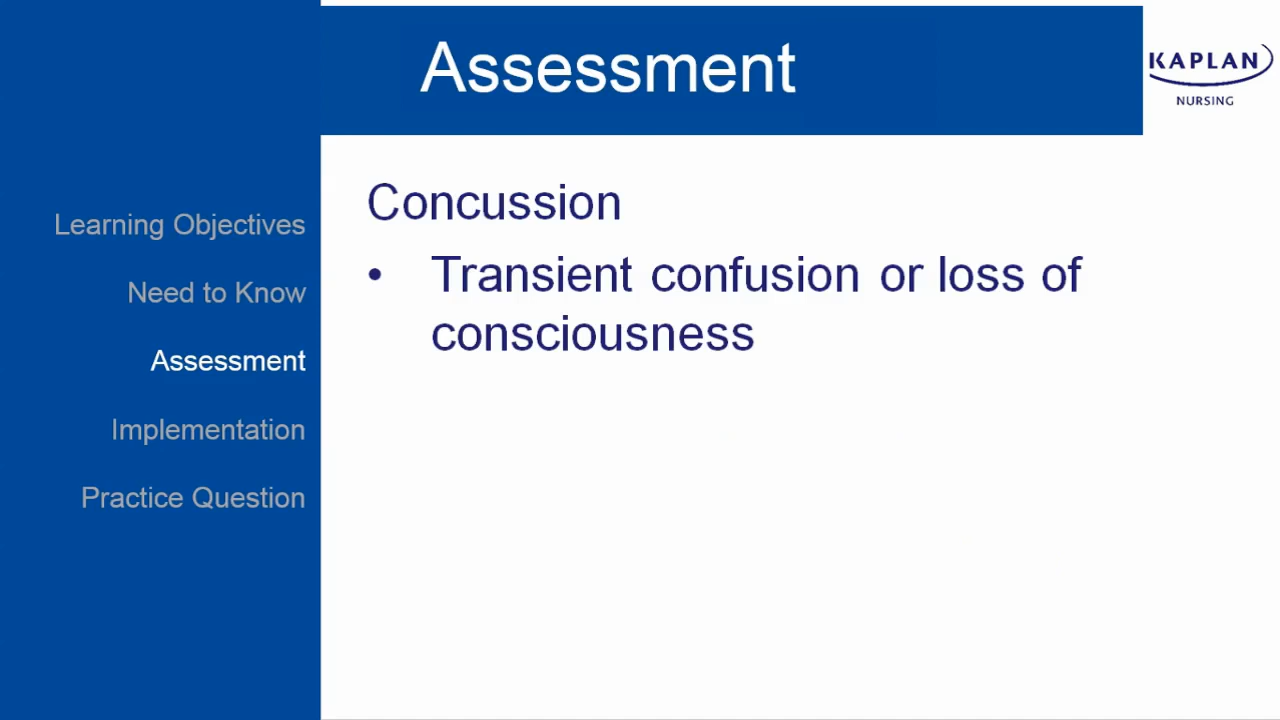 Assessment
KAPLAN
NURSING
Learning Objectives
Need to Know
Assessment
Implementation
Practice Question
Concussion
• Transient confusion or loss of
consciousness